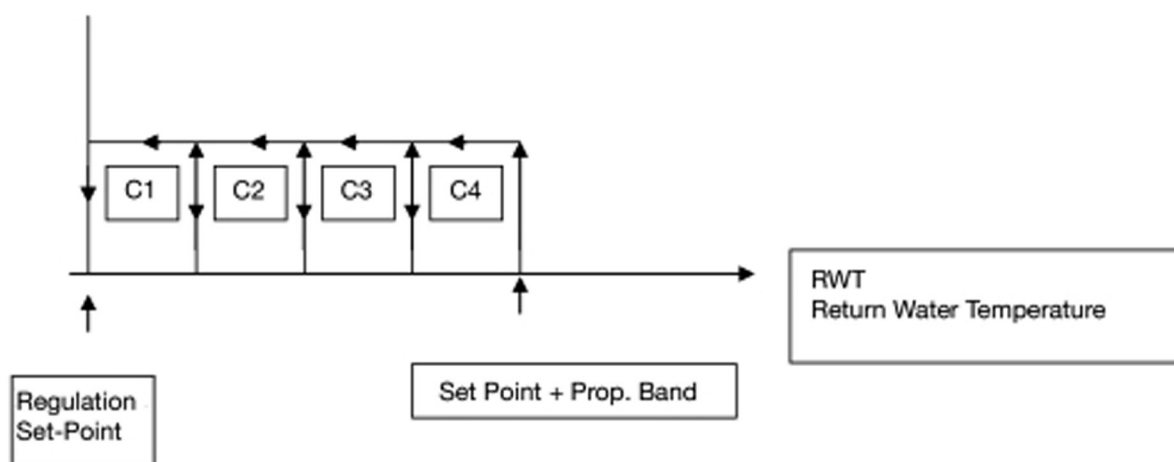 C1
C2
C3
C4
RWT
Return Water Temperature
Set Point + Prop. Band
Regulation
Set-Point